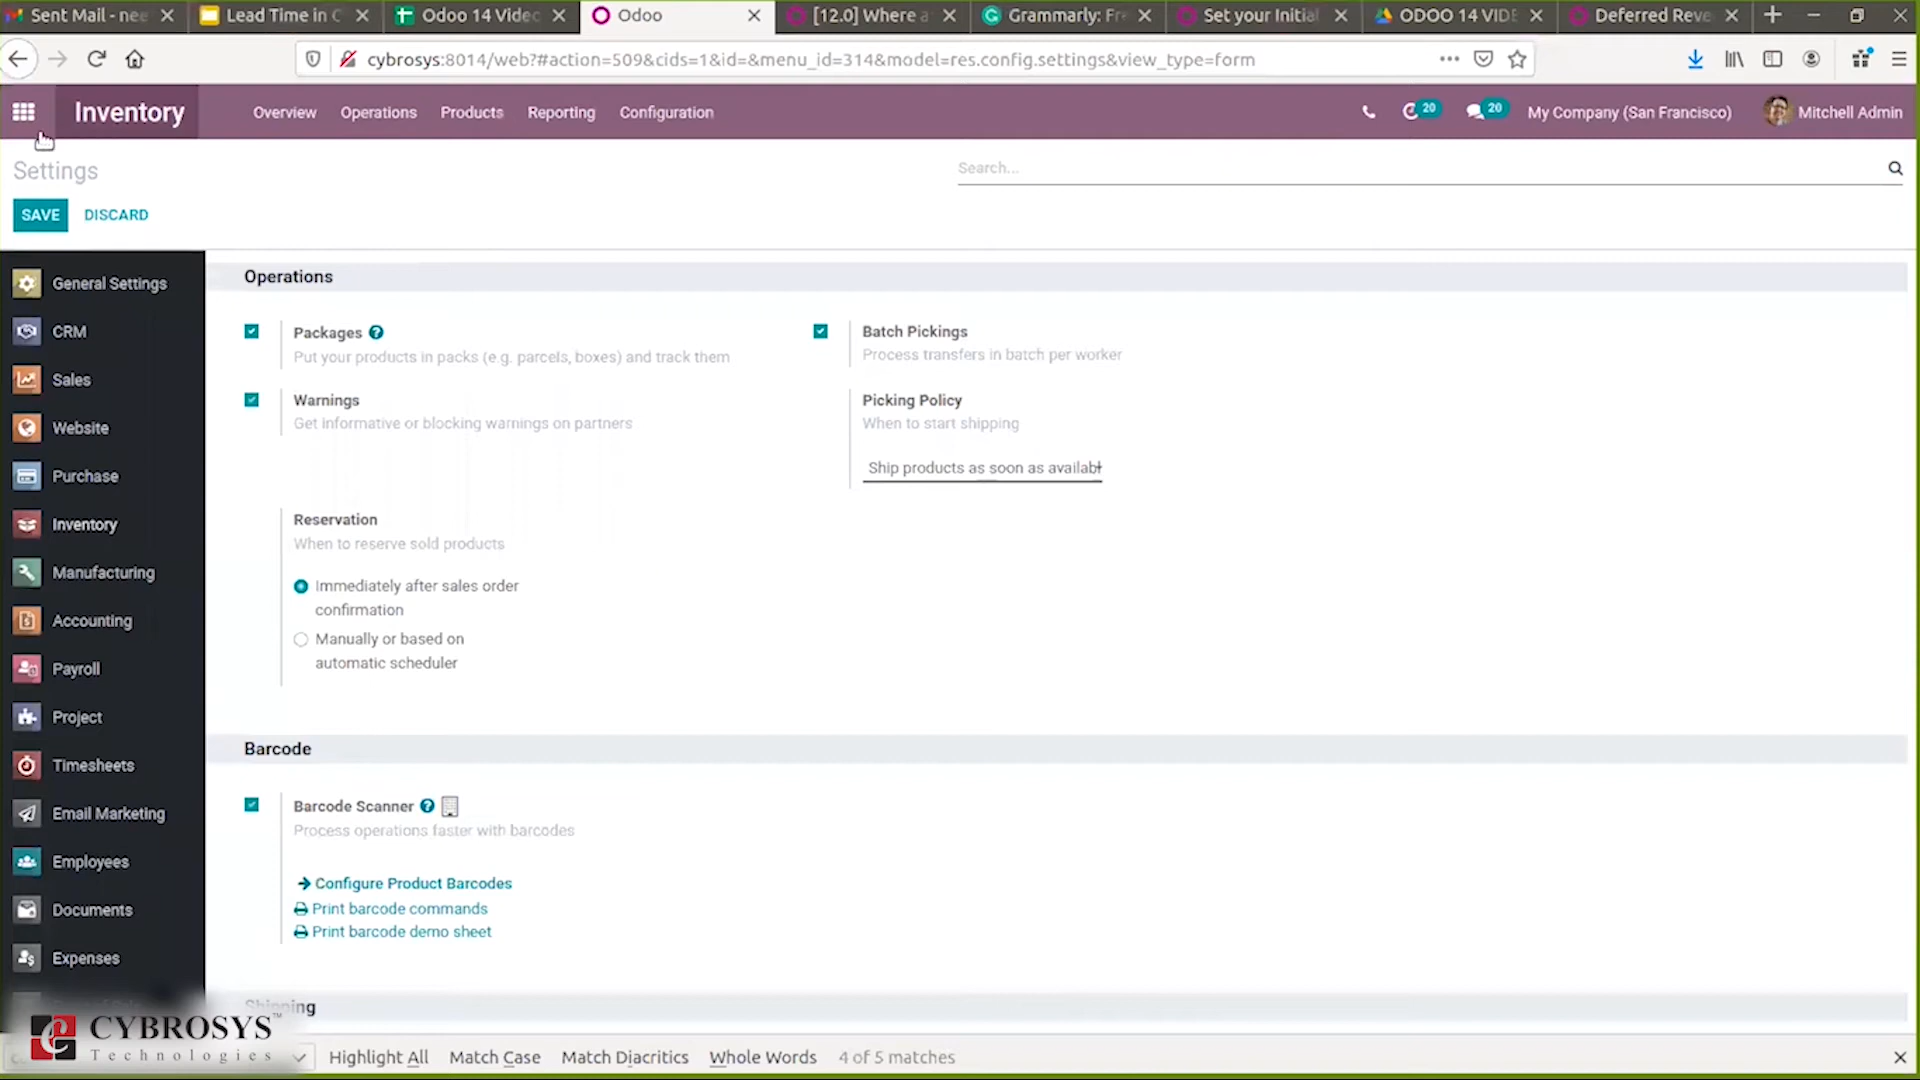 Sent Mail - nee
Lead Time in C
Odoo 14 Videc
Odoo
[12.0] Where a
Grammarly: Fr
Set your Initial
ODOO 14 VIDE
Deferred Reve
cybrosys:8014/web?#action=509&cids=1&id=&menu_id=314&model=res.config.settings&view_type=form
Inventory
Overview
Operations
Products
Reporting
Configuration
20
20
My Company (San Francisco)
Mitchell Admin
Settings
Search...
SAVE
DISCARD
General Settings
CRM
Sales
Website
Purchase
Inventory
Manufacturing
Accounting
Payroll
Project
Timesheets
Email Marketing
Employees
Documents
Expenses
Operations
Packages
Put your products in packs (e.g. parcels, boxes) and track them
Batch Pickings
Process transfers in batch per worker
Warnings
Get informative or blocking warnings on partners
Picking Policy
When to start shipping
Ship products as soon as availabl
Reservation
When to reserve sold products
Immediately after sales order
confirmation
Manually or based on
automatic scheduler
Barcode
Barcode Scanner
Process operations faster with barcodes
Configure Product Barcodes
Print barcode commands
Print barcode demo sheet
Shipping
CYBROSYS™
Technologies
Highlight All
Match Case
Match Diacritics
Whole Words
4 of 5 matches